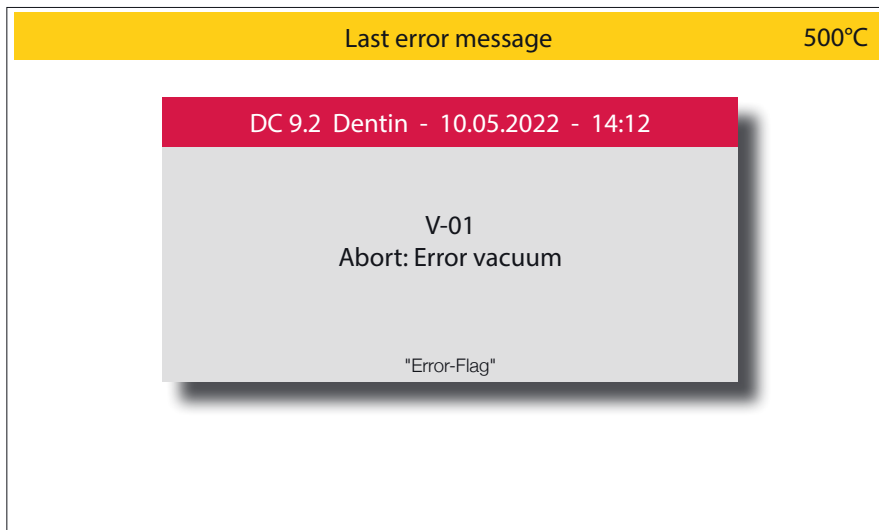 Last error message 500°C
DC 9.2 Dentin - 10.05.2022 - 14:12
V-01
Abort: Error vacuum
"Error-Flag"